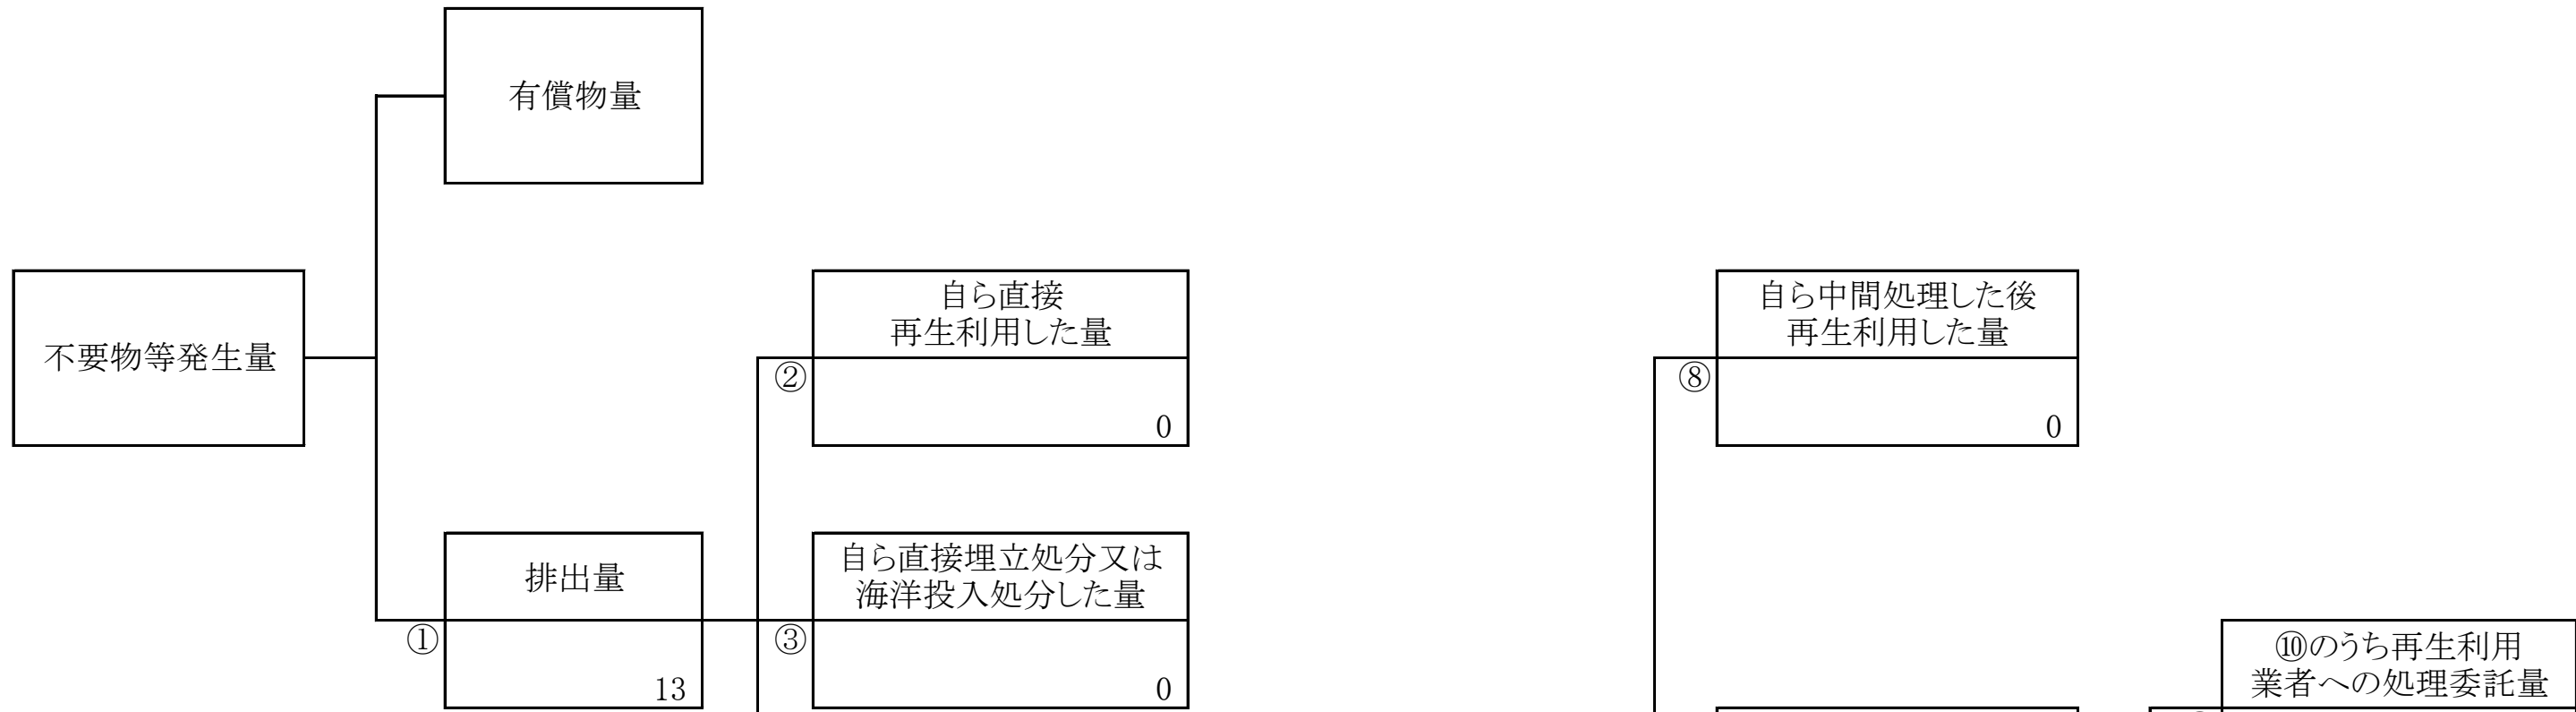 有償物量
不要物等発生量
自ら直接
再生利用した量
②
0
自ら中間処理した後
再生利用した量
⑧
0
排出量
①
13
自ら直接埋立処分又は
海洋投入処分した量
③
0
⑩のうち再生利用
業者への処理委託量